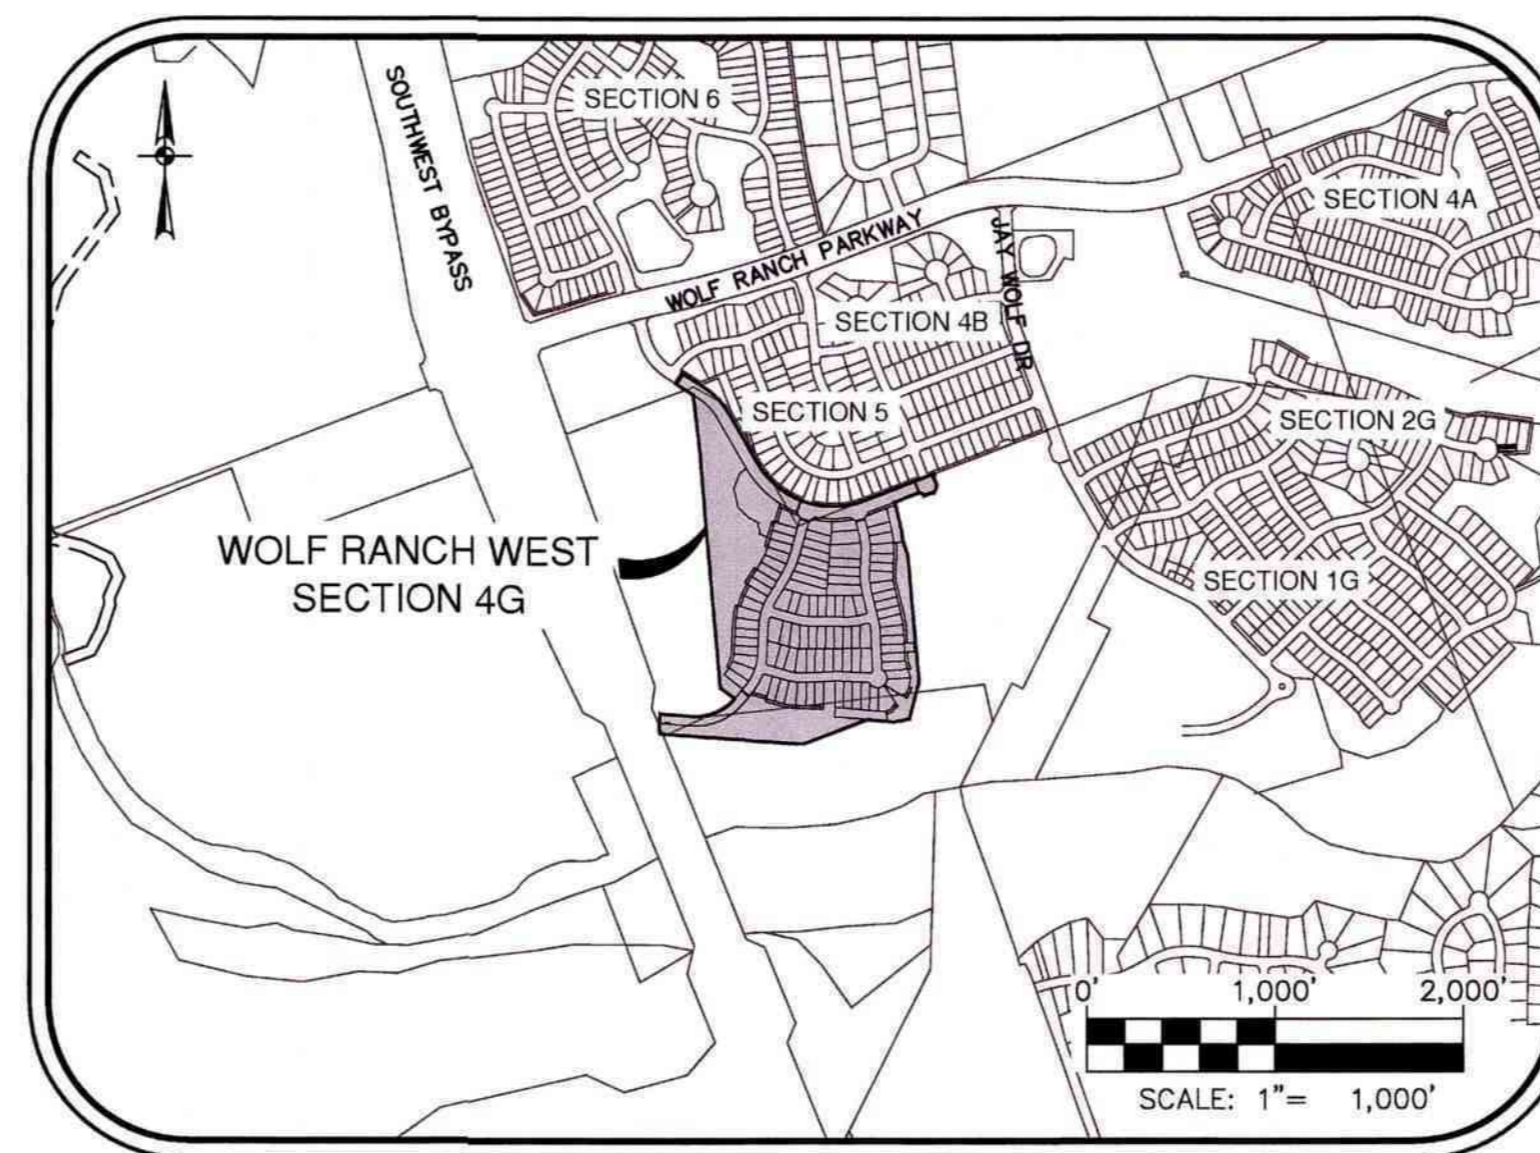 SECTION 6
SOUTHWEST BYPASS
SECTION 4A
WOLF RANCH PARKWAY
JAY WOLF DR
SECTION 4B
SECTION 5
SECTION 2G
WOLF RANCH WEST
SECTION 4G
SECTION 1G
0' 1,000' 2,000'
SCALE: 1"= 1,000'